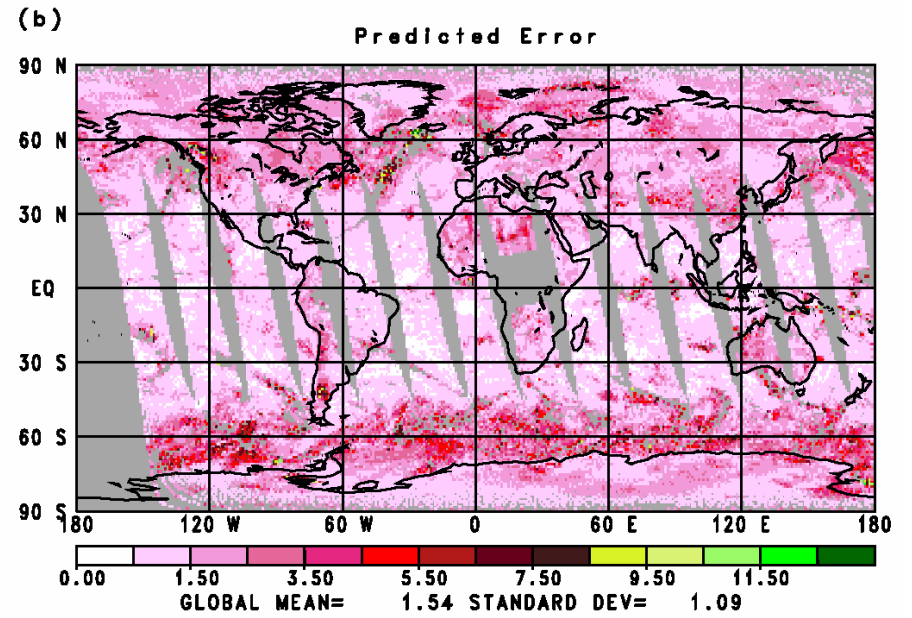 (b)
Predicted Error
90 N
60 N
30 N
EQ
30 S
60 S
90 S
180 120 W 60 W 0 60 E 120 E 180
0.00 1.50 3.50 5.50 7.50 9.50 11.50
GLOBAL MEAN= 1.54 STANDARD DEV= 1.09